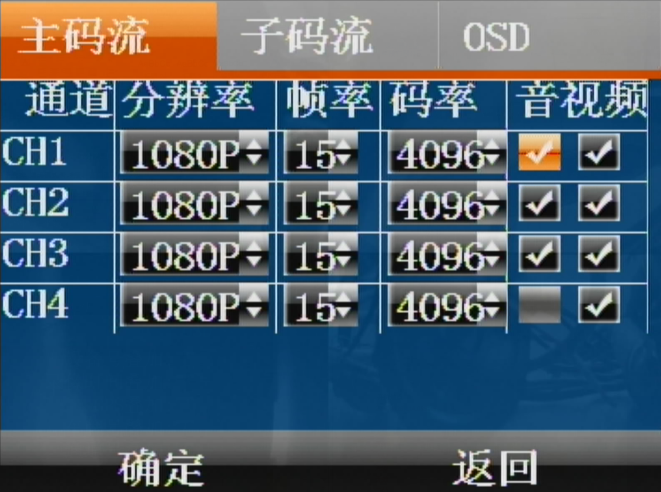 主码流 子码流 OSD
通道 分辨率 帧率 码率 音视频
CH1 1080P 15 4096
CH2 1080P 15 4096
CH3 1080P 15 4096
CH4 1080P 15 4096
确定 返回